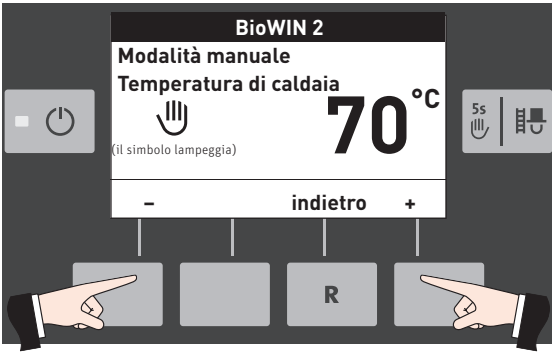 BioWIN 2
Modalità manuale
Temperatura di caldaia
70 °C
(il simbolo lampeggia)
5s
– indietro +
R